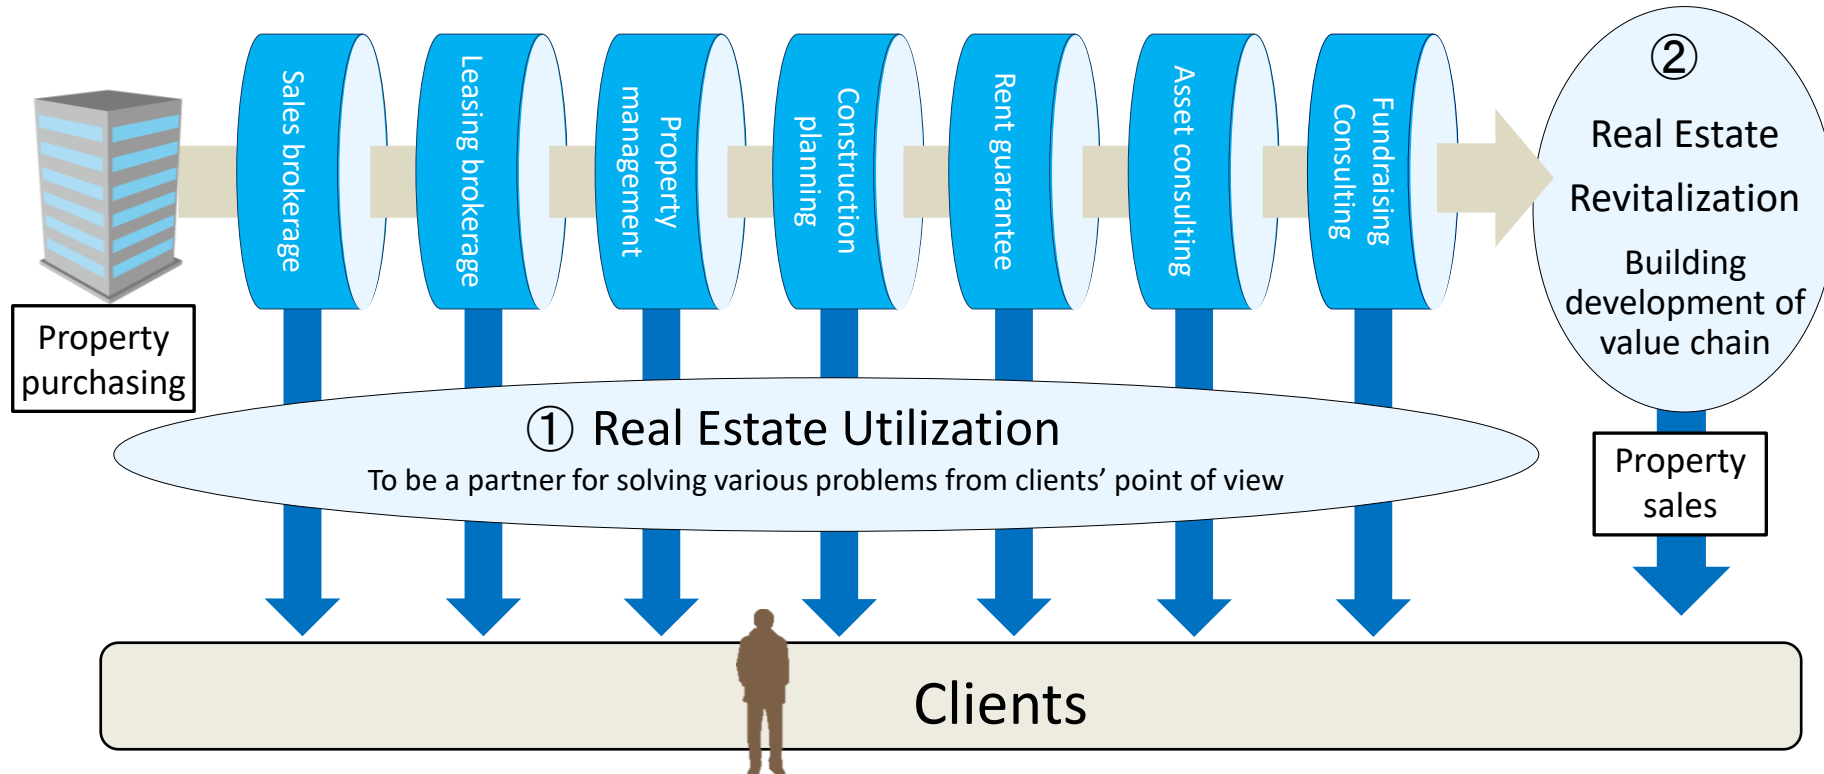 Property
purchasing
Sales brokerage
Leasing brokerage
Property
management
Construction
planning
Rent guarantee
Asset consulting
Fundraising
Consulting
②
Real Estate
Revitalization
Building
development of
value chain
① Real Estate Utilization
To be a partner for solving various problems from clients’ point of view
Property
sales
Clients